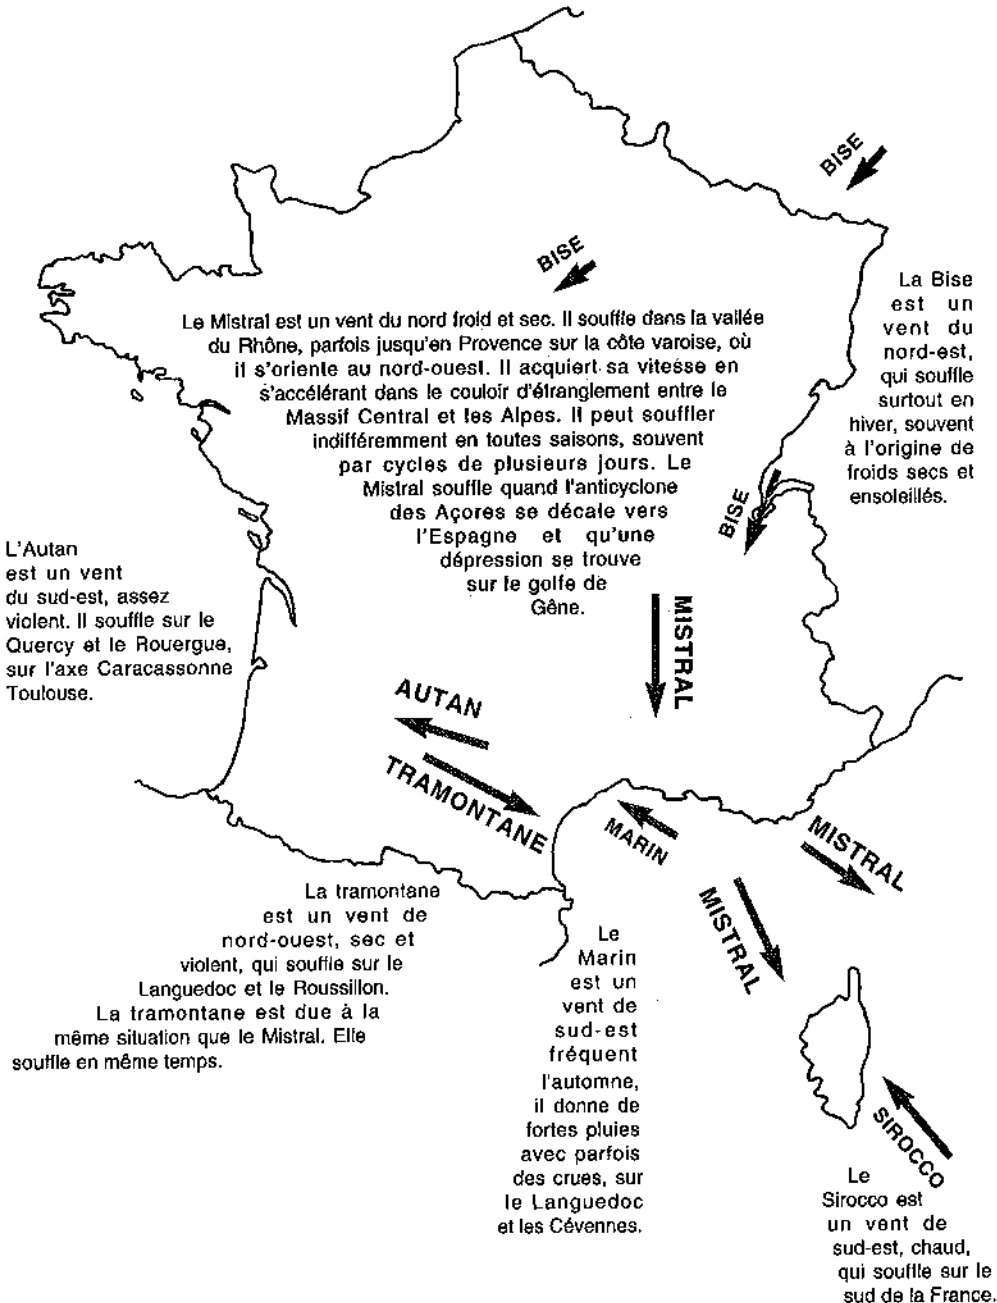 BISE
BISE
Le Mistral est un vent du nord froid et sec. Il souffle dans la vallée
du Rhône, parfois jusqu'en Provence sur la côte varoise, où
il s'oriente au nord-ouest. Il acquiert sa vitesse en
s'accélérant dans le couloir d'étranglement entre le
Massif Central et les Alpes. Il peut souffler
indifféremment en toutes saisons, souvent
par cycles de plusieurs jours. Le
Mistral souffle quand l'anticyclone
des Açores se décale vers
l'Espagne et qu'une
dépression se trouve
sur le golfe de
Gêne.
La Bise
est un
vent du
nord-est,
qui souffle
surtout en
hiver, souvent
à l'origine de
froids secs et
ensoleillés.
BISE
L'Autan
est un vent
du sud-est, assez
violent. Il souffle sur le
Quercy et le Rouergue,
sur l'axe Caracassonne
Toulouse.
MISTRAL
AUTAN
TRAMONTANE
MARIN
MISTRAL
MISTRAL
La tramontane
est un vent de
nord-ouest, sec et
violent, qui souffle sur le
Languedoc et le Roussillon.
La tramontane est due à la
même situation que le Mistral. Elle
souffle en même temps.
Le
Marin
est un
vent de
sud-est
fréquent
l'automne,
il donne de
fortes pluies
avec parfois
des crues, sur
le Languedoc
et les Cévennes.
SIROCCO
Le
Sirocco est
un vent de
sud-est, chaud,
qui souffle sur le
sud de la France.